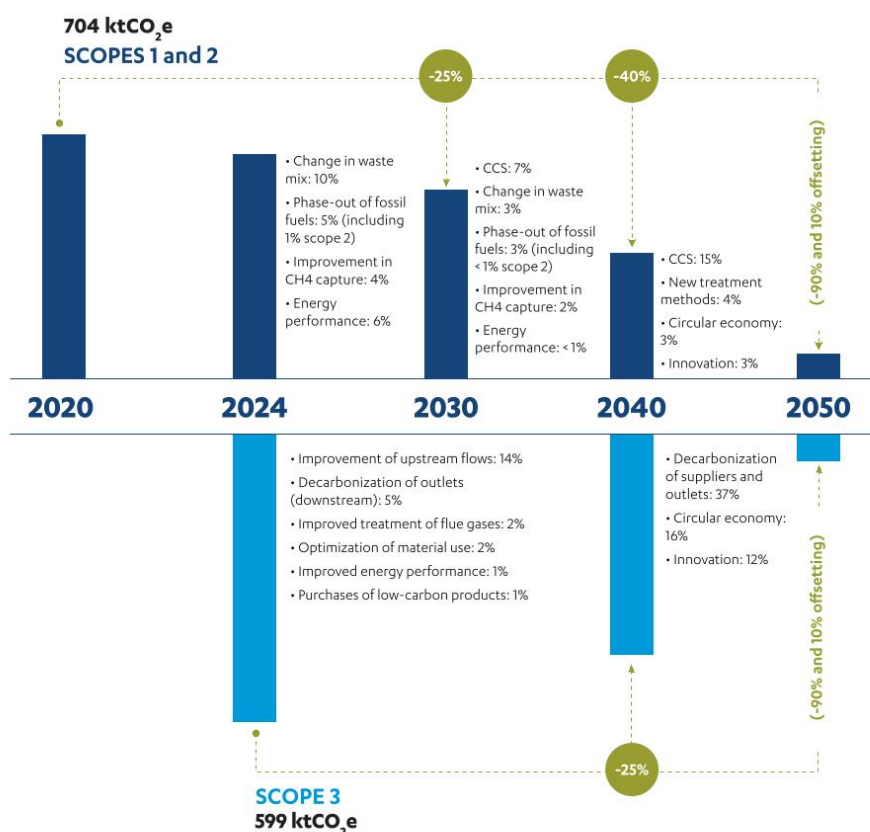 704 ktCO₂e
SCOPES 1 and 2
-25%
-40%
• Change in waste
mix: 10%
• Phase-out of fossil
fuels: 5% (including
1% scope 2)
• Improvement in
CH4 capture: 4%
• Energy
performance: 6%
• CCS: 7%
• Change in waste
mix: 3%
• Phase-out of fossil
fuels: 3% (including
< 1% scope 2)
• Improvement in
CH4 capture: 2%
• Energy
performance: < 1%
• CCS: 15%
• New treatment
methods: 4%
• Circular economy:
3%
• Innovation: 3%
(-90% and 10% offsetting)
2020
2024
2030
2040
2050
• Improvement of upstream flows: 14%
• Decarbonization of outlets
(downstream): 5%
• Improved treatment of flue gases: 2%
• Optimization of material use: 2%
• Improved energy performance: 1%
• Purchases of low-carbon products: 1%
• Decarbonization
of suppliers and
outlets: 37%
• Circular economy:
16%
• Innovation: 12%
(-90% and 10% offsetting)
-25%
SCOPE 3
599 ktCO₂e